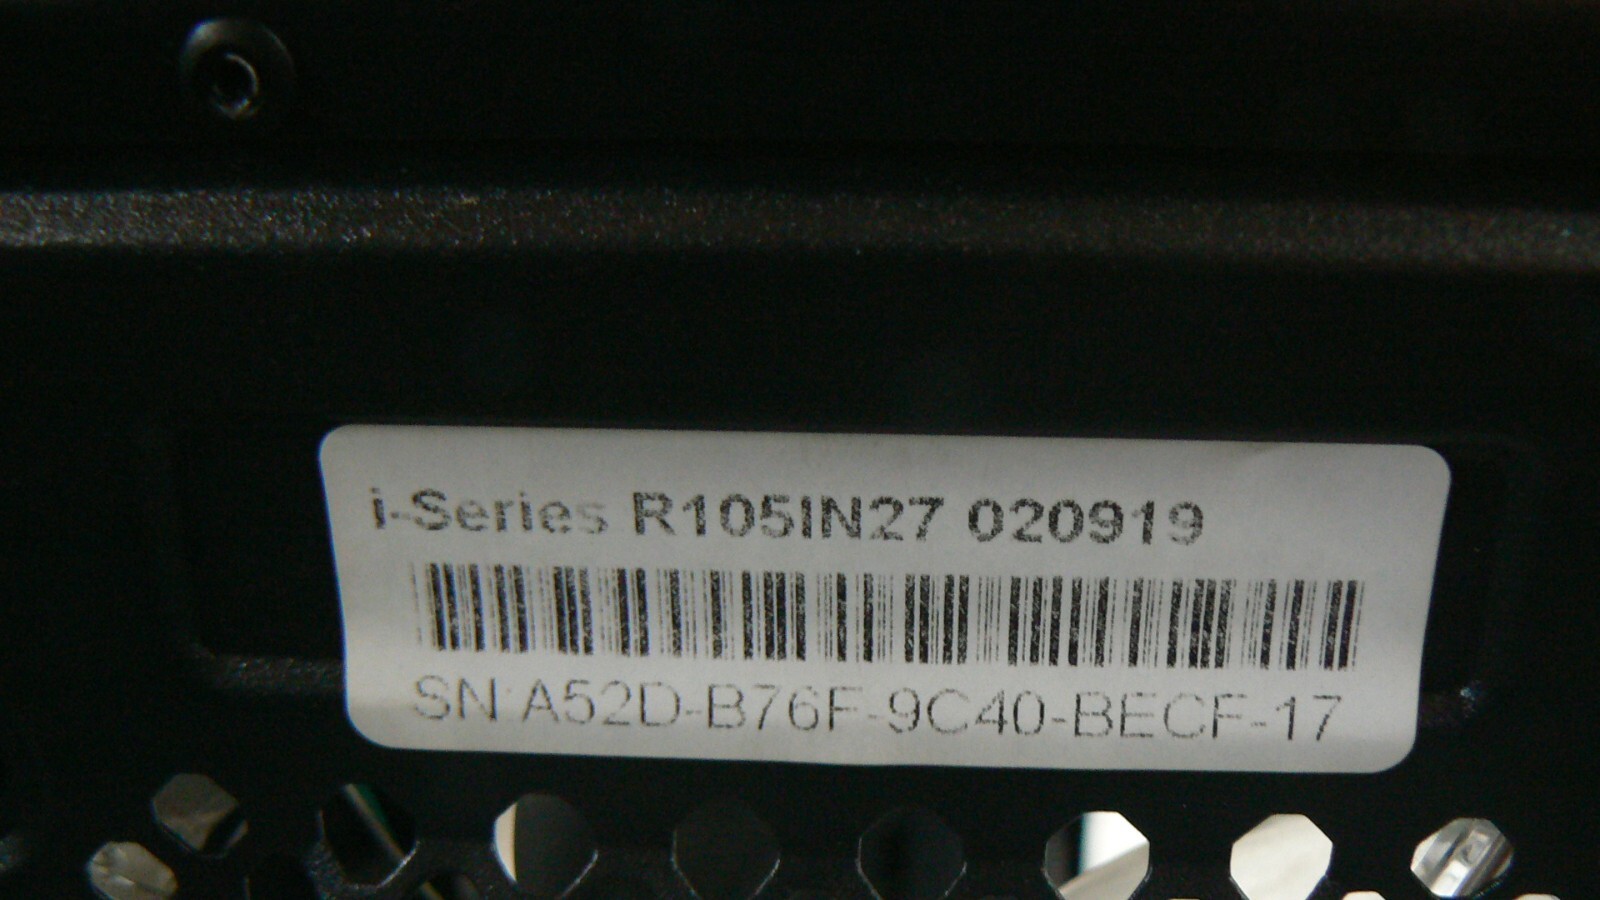 i-Series R105IN27 020919
SN:A52D-B76F-9C40-BECF-17